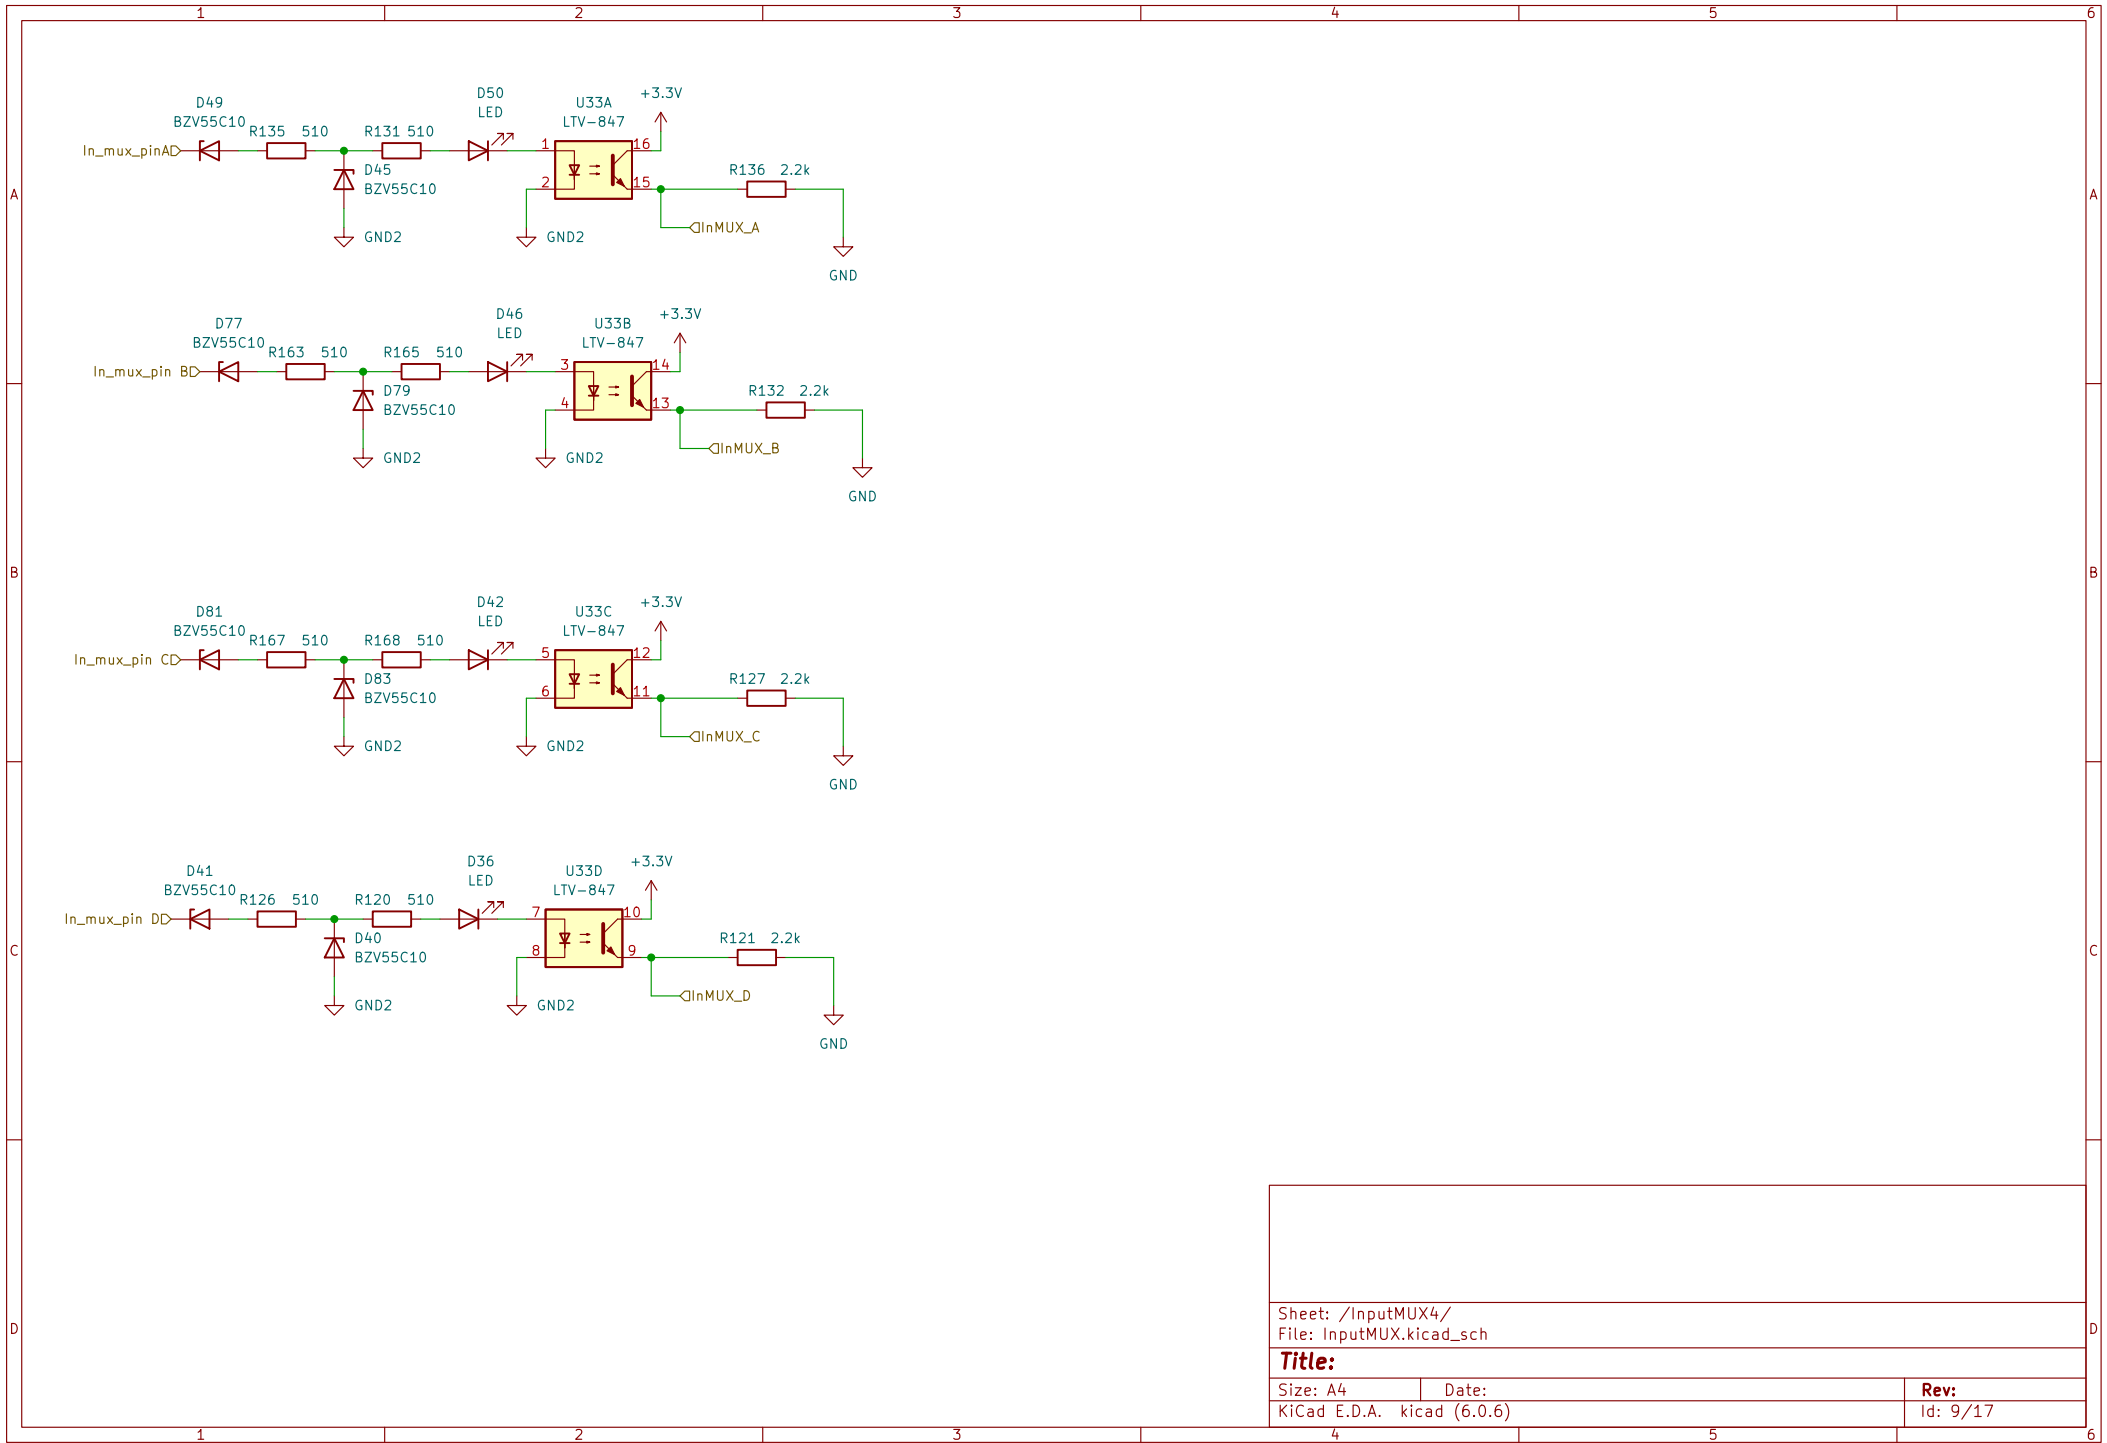 1 2 3 4 5 6
D50
LED
+3.3V
D49
BZV55C10
U33A
LTV-847
In_mux_pinA
R135 510
R131 510
1
16
D45
BZV55C10
2
15
R136 2.2k
A
A
InMUX_A
GND2
GND2
GND
D46
LED
+3.3V
D77
BZV55C10
U33B
LTV-847
In_mux_pin B
R163 510
R165 510
3
14
D79
BZV55C10
4
13
R132 2.2k
InMUX_B
GND2
GND2
GND
B
B
D42
LED
+3.3V
D81
BZV55C10
U33C
LTV-847
In_mux_pin C
R167 510
R168 510
5
12
D83
BZV55C10
6
11
R127 2.2k
InMUX_C
GND2
GND2
GND
D36
LED
+3.3V
D41
BZV55C10
U33D
LTV-847
In_mux_pin D
R126 510
R120 510
7
10
D40
BZV55C10
8
9
R121 2.2k
C
C
InMUX_D
GND2
GND2
GND
D
D
Sheet: /InputMUX4/
File: InputMUX.kicad_sch
Title:
Size: A4 Date: Rev:
KiCad E.D.A. kicad (6.0.6) Id: 9/17
1 2 3 4 5 6